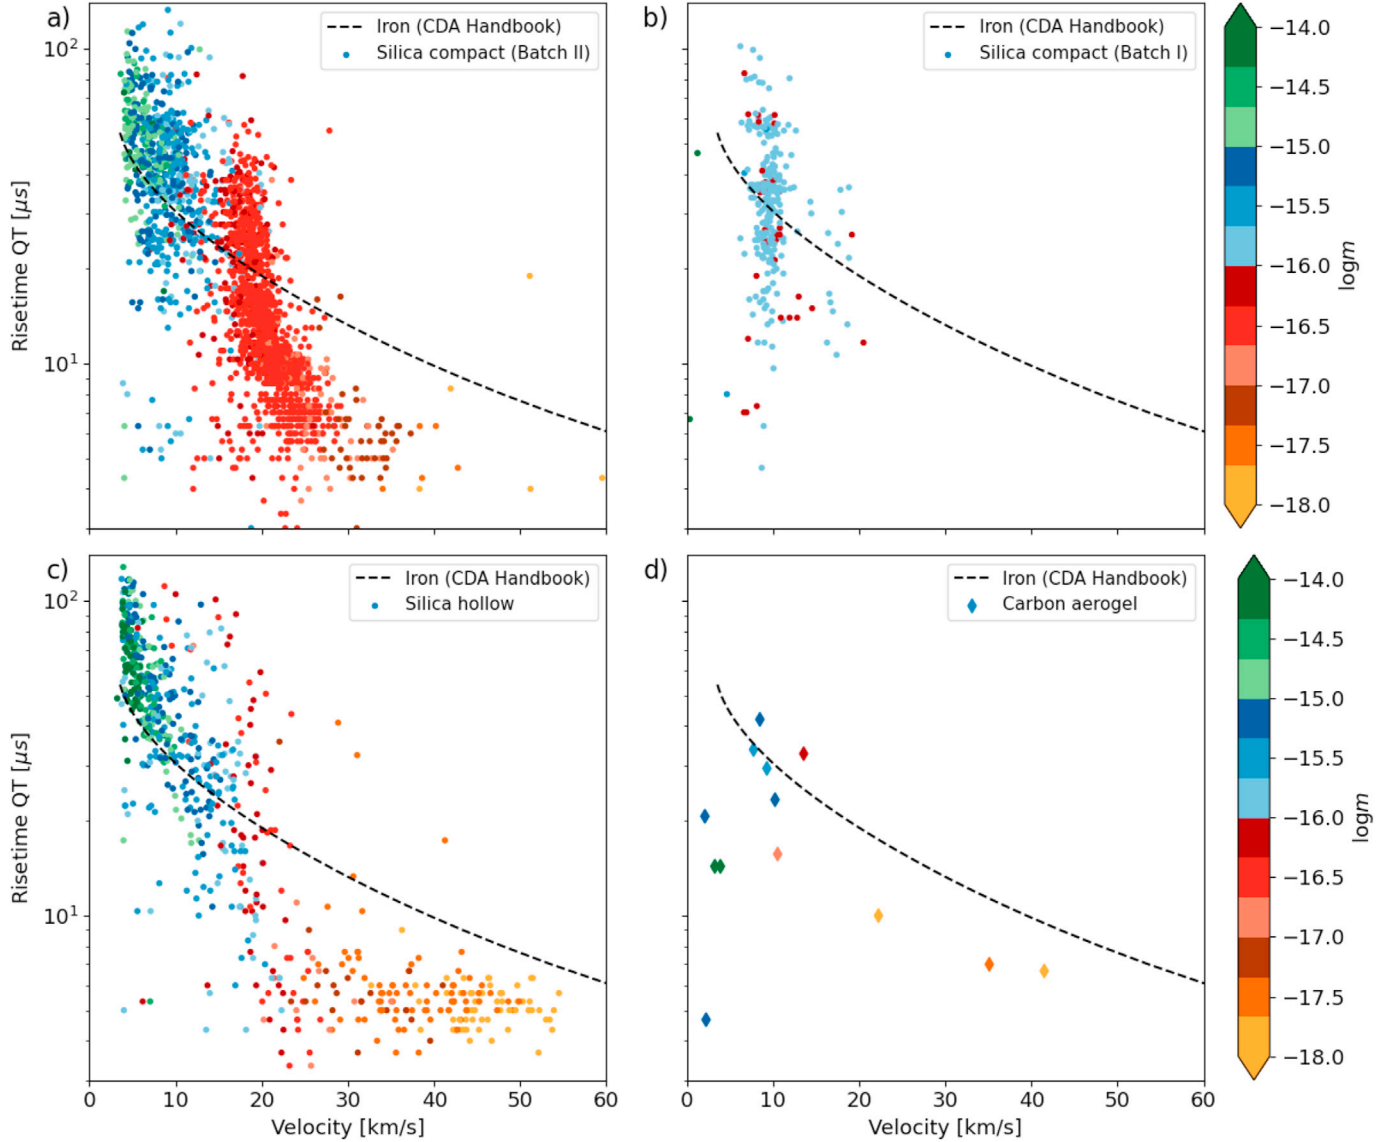 a)
Iron (CDA Handbook)
Silica compact (Batch II)
10²
10¹
Risetime QT [μs]
b)
Iron (CDA Handbook)
Silica compact (Batch I)
−14.0
−14.5
−15.0
−15.5
−16.0
−16.5
−17.0
−17.5
−18.0
logm
c)
Iron (CDA Handbook)
Silica hollow
10²
10¹
Risetime QT [μs]
0 10 20 30 40 50 60
Velocity [km/s]
d)
Iron (CDA Handbook)
Carbon aerogel
0 10 20 30 40 50 60
Velocity [km/s]
−14.0
−14.5
−15.0
−15.5
−16.0
−16.5
−17.0
−17.5
−18.0
logm